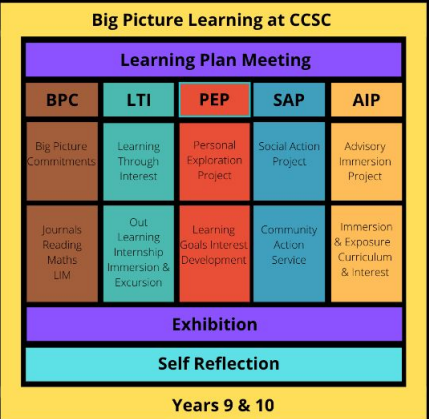 Big Picture Learning at CCSC
Learning Plan Meeting
BPC LTI PEP SAP AIP
Big Picture
Commitments
Learning
Through
Interest
Personal
Exploration
Project
Social Action
Project
Advisory
Immersion
Project
Journals
Reading
Maths
LIM
Out
Learning
Internship
Immersion &
Excursion
Learning
Goals Interest
Development
Community
Action
Service
Immersion
& Exposure
Curriculum
& Interest
Exhibition
Self Reflection
Years 9 & 10